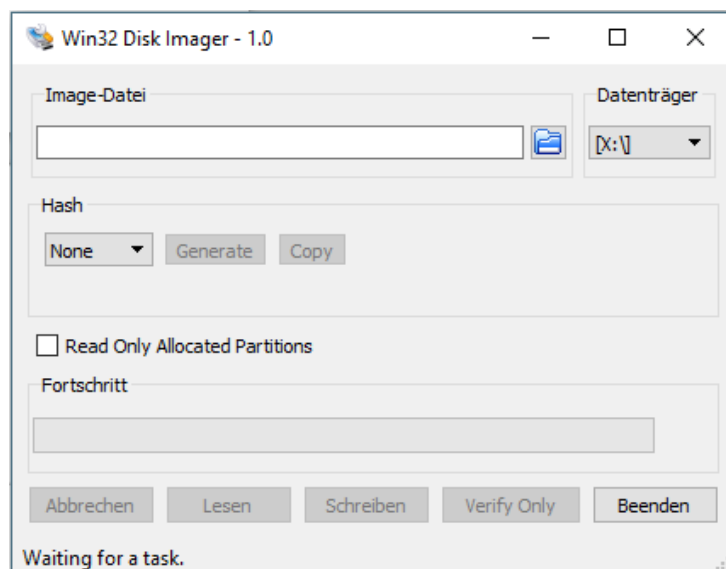 Win32 Disk Imager - 1.0
Image-Datei
Datenträger
[X:\]
Hash
None Generate Copy
Read Only Allocated Partitions
Fortschritt
Abbrechen Lesen Schreiben Verify Only Beenden
Waiting for a task.